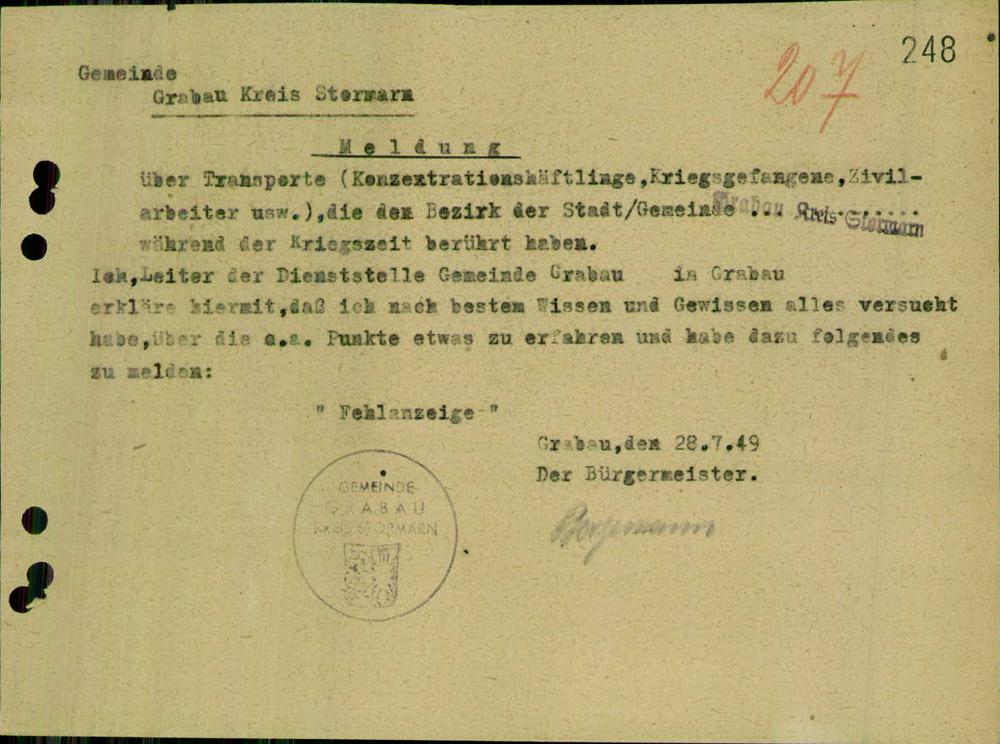 248
207
Gemeinde
Grabau Kreis Stormarn
Meldung
über Transporte (Konzextrationshäftlinge,Kriegsgefangene,Zivil-
arbeiter usw.),die den Bezirk der Stadt/Gemeinde ... Grabau Kreis Stormarn
während der Kriegszeit berührt haben.
Ich,Leiter der Dienststelle Gemeinde Grabau in Grabau
erkläre hiermit,daß ich nach bestem Wissen und Gewissen alles versucht
habe,über die o.a. Punkte etwas zu erfahren und habe dazu folgendes
zu melden:
" Fehlanzeige "
Grabau,den 28.7.49
Der Bürgermeister.
GEMEINDE
GRABAU
KREIS STORMARN